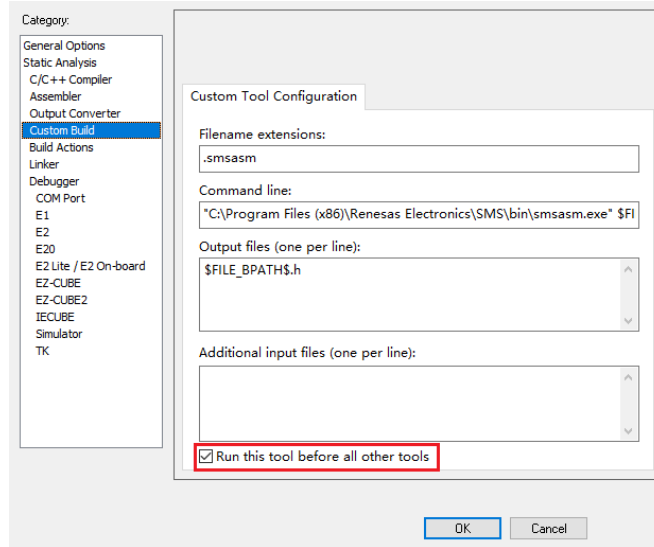 Category:
General Options
Static Analysis
C/C++ Compiler
Assembler
Output Converter
Custom Build
Build Actions
Linker
Debugger
COM Port
E1
E2
E20
E2 Lite / E2 On-board
EZ-CUBE
EZ-CUBE2
IECUBE
Simulator
TK
Custom Tool Configuration
Filename extensions:
.smsasm
Command line:
"C:\Program Files (x86)\Renesas Electronics\SMS\bin\smsasm.exe" $FI
Output files (one per line):
$FILE_BPATH$.h
Additional input files (one per line):
Run this tool before all other tools
OK
Cancel